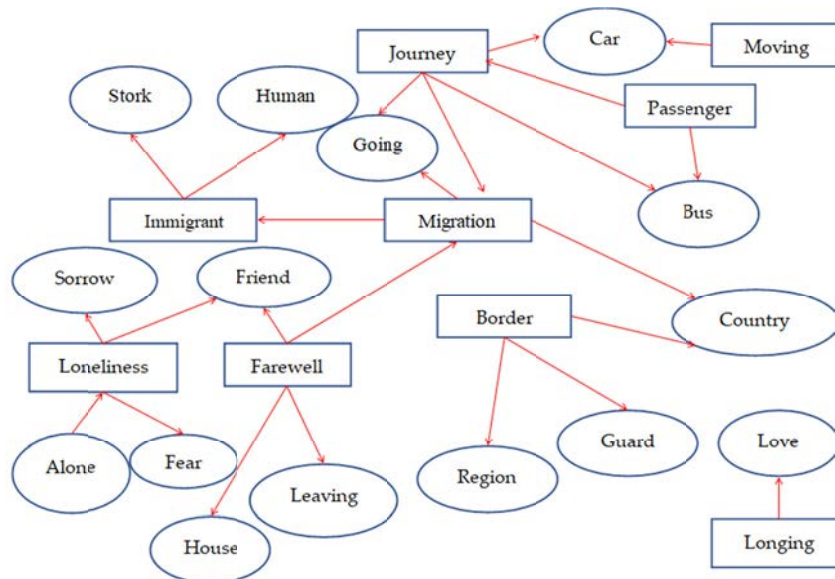 Journey
Car
Moving
Stork
Human
Passenger
Going
Immigrant
Migration
Bus
Sorrow
Friend
Border
Country
Loneliness
Farewell
Alone
Fear
Guard
Love
Region
Leaving
House
Longing